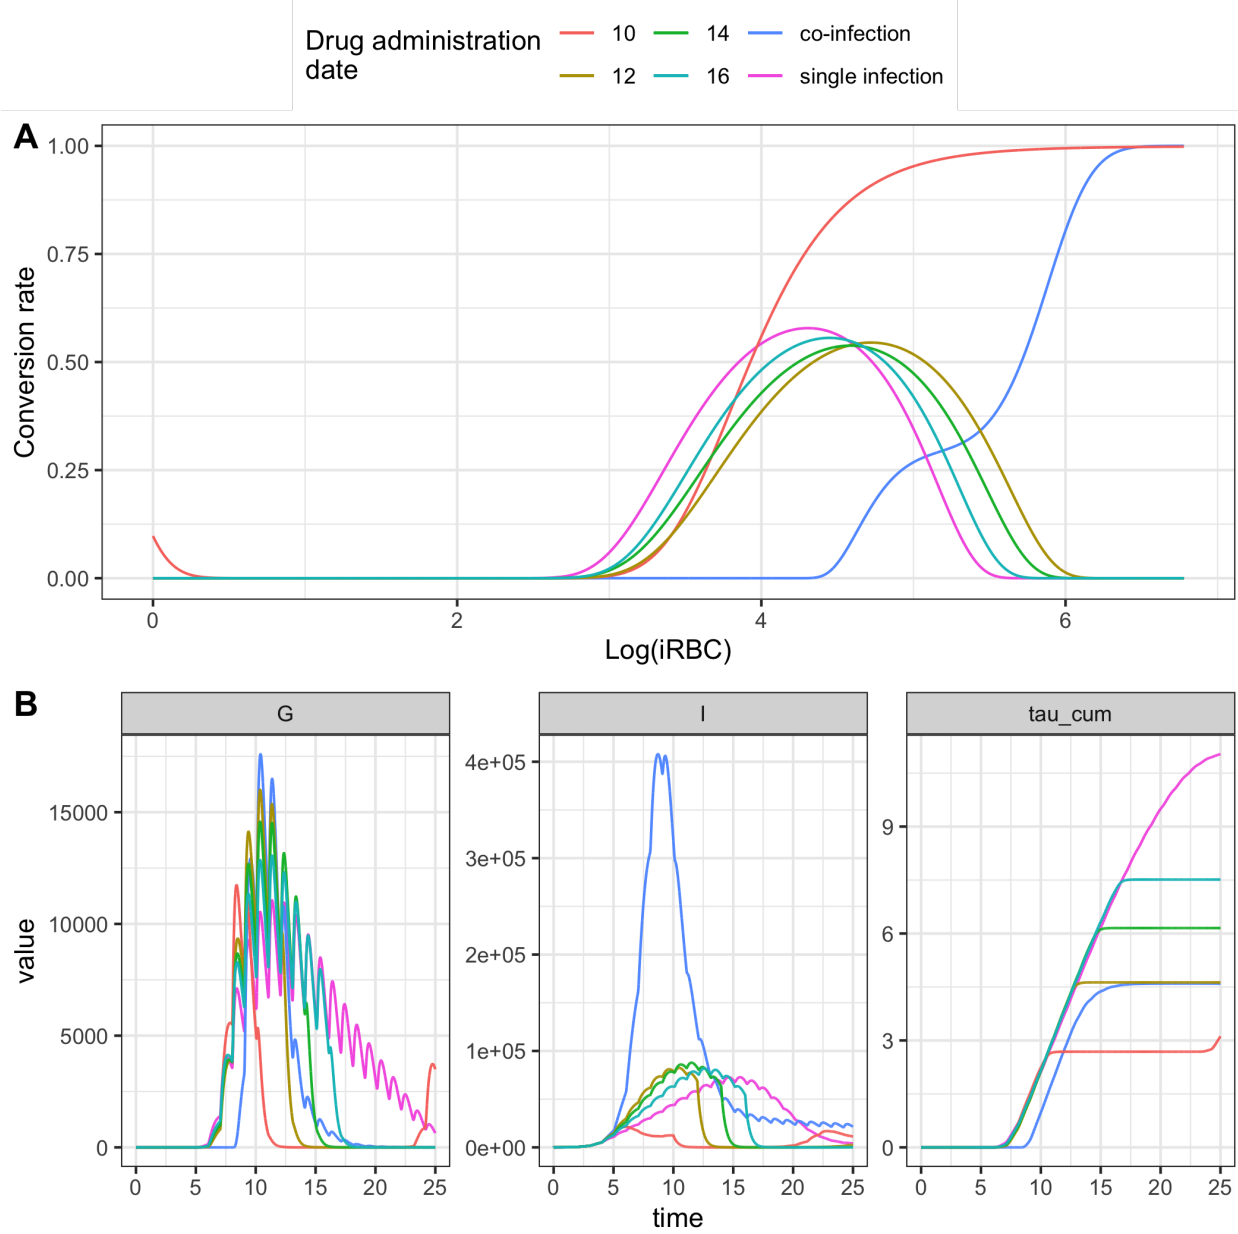 Drug administration
date
10 14 co-infection
12 16 single infection
A
1.00
0.75
0.50
0.25
0.00
Conversion rate
0 2 4 6
Log(iRBC)
B
G I tau_cum
value
15000
10000
5000
0
4e+05
3e+05
2e+05
1e+05
0e+00
9
6
3
0
0 5 10 15 20 25 0 5 10 15 20 25 0 5 10 15 20 25
time